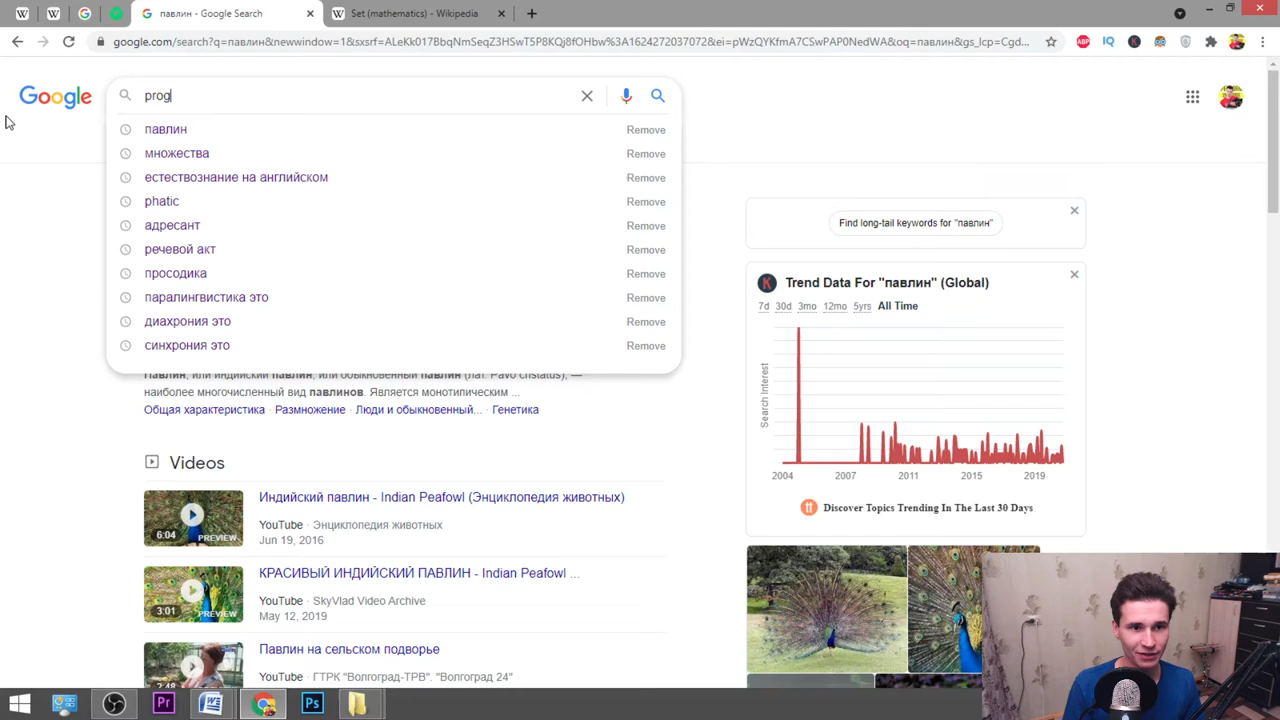 павлин - Google Search
Set (mathematics) - Wikipedia
google.com/search?q=павлин&newwindow=1&sxsrf=ALeKk017BbqNmSeqZ3HSwT5P8KQj8fOHbw%3A1624272037072&ei=pWzQYKfmA7CSwPAP0NedWA&oq=павлин&gs_lcp=Cgd...
Google
prog
павлин Remove
множества Remove
естествознание на английском Remove
phatic Remove
адресант Remove
речевой акт Remove
просодика Remove
паралингвистика это Remove
диахрония это Remove
синхрония это Remove
Павлин, или индийский павлин, или обыкновенный павлин (лат. Pavo cristatus), —
наиболее многочисленный вид павлинов. Является монотипическим ...
Общая характеристика · Размножение · Люди и обыкновенный... · Генетика
Videos
6:04 PREVIEW
Индийский павлин - Indian Peafowl (Энциклопедия животных)
YouTube · Энциклопедия животных
Jun 19, 2016
3:01 PREVIEW
КРАСИВЫЙ ИНДИЙСКИЙ ПАВЛИН - Indian Peafowl ...
YouTube · SkyVlad Video Archive
May 12, 2019
2:48 PREVIEW
Павлин на сельском подворье
YouTube · ГТРК "Волгоград-ТРВ". "Волгоград 24"
Find long-tail keywords for "павлин"
Trend Data For "павлин" (Global)
7d 30d 3mo 12mo 5yrs All Time
Search Interest
2004 2007 2011 2015 2019
Discover Topics Trending In The Last 30 Days